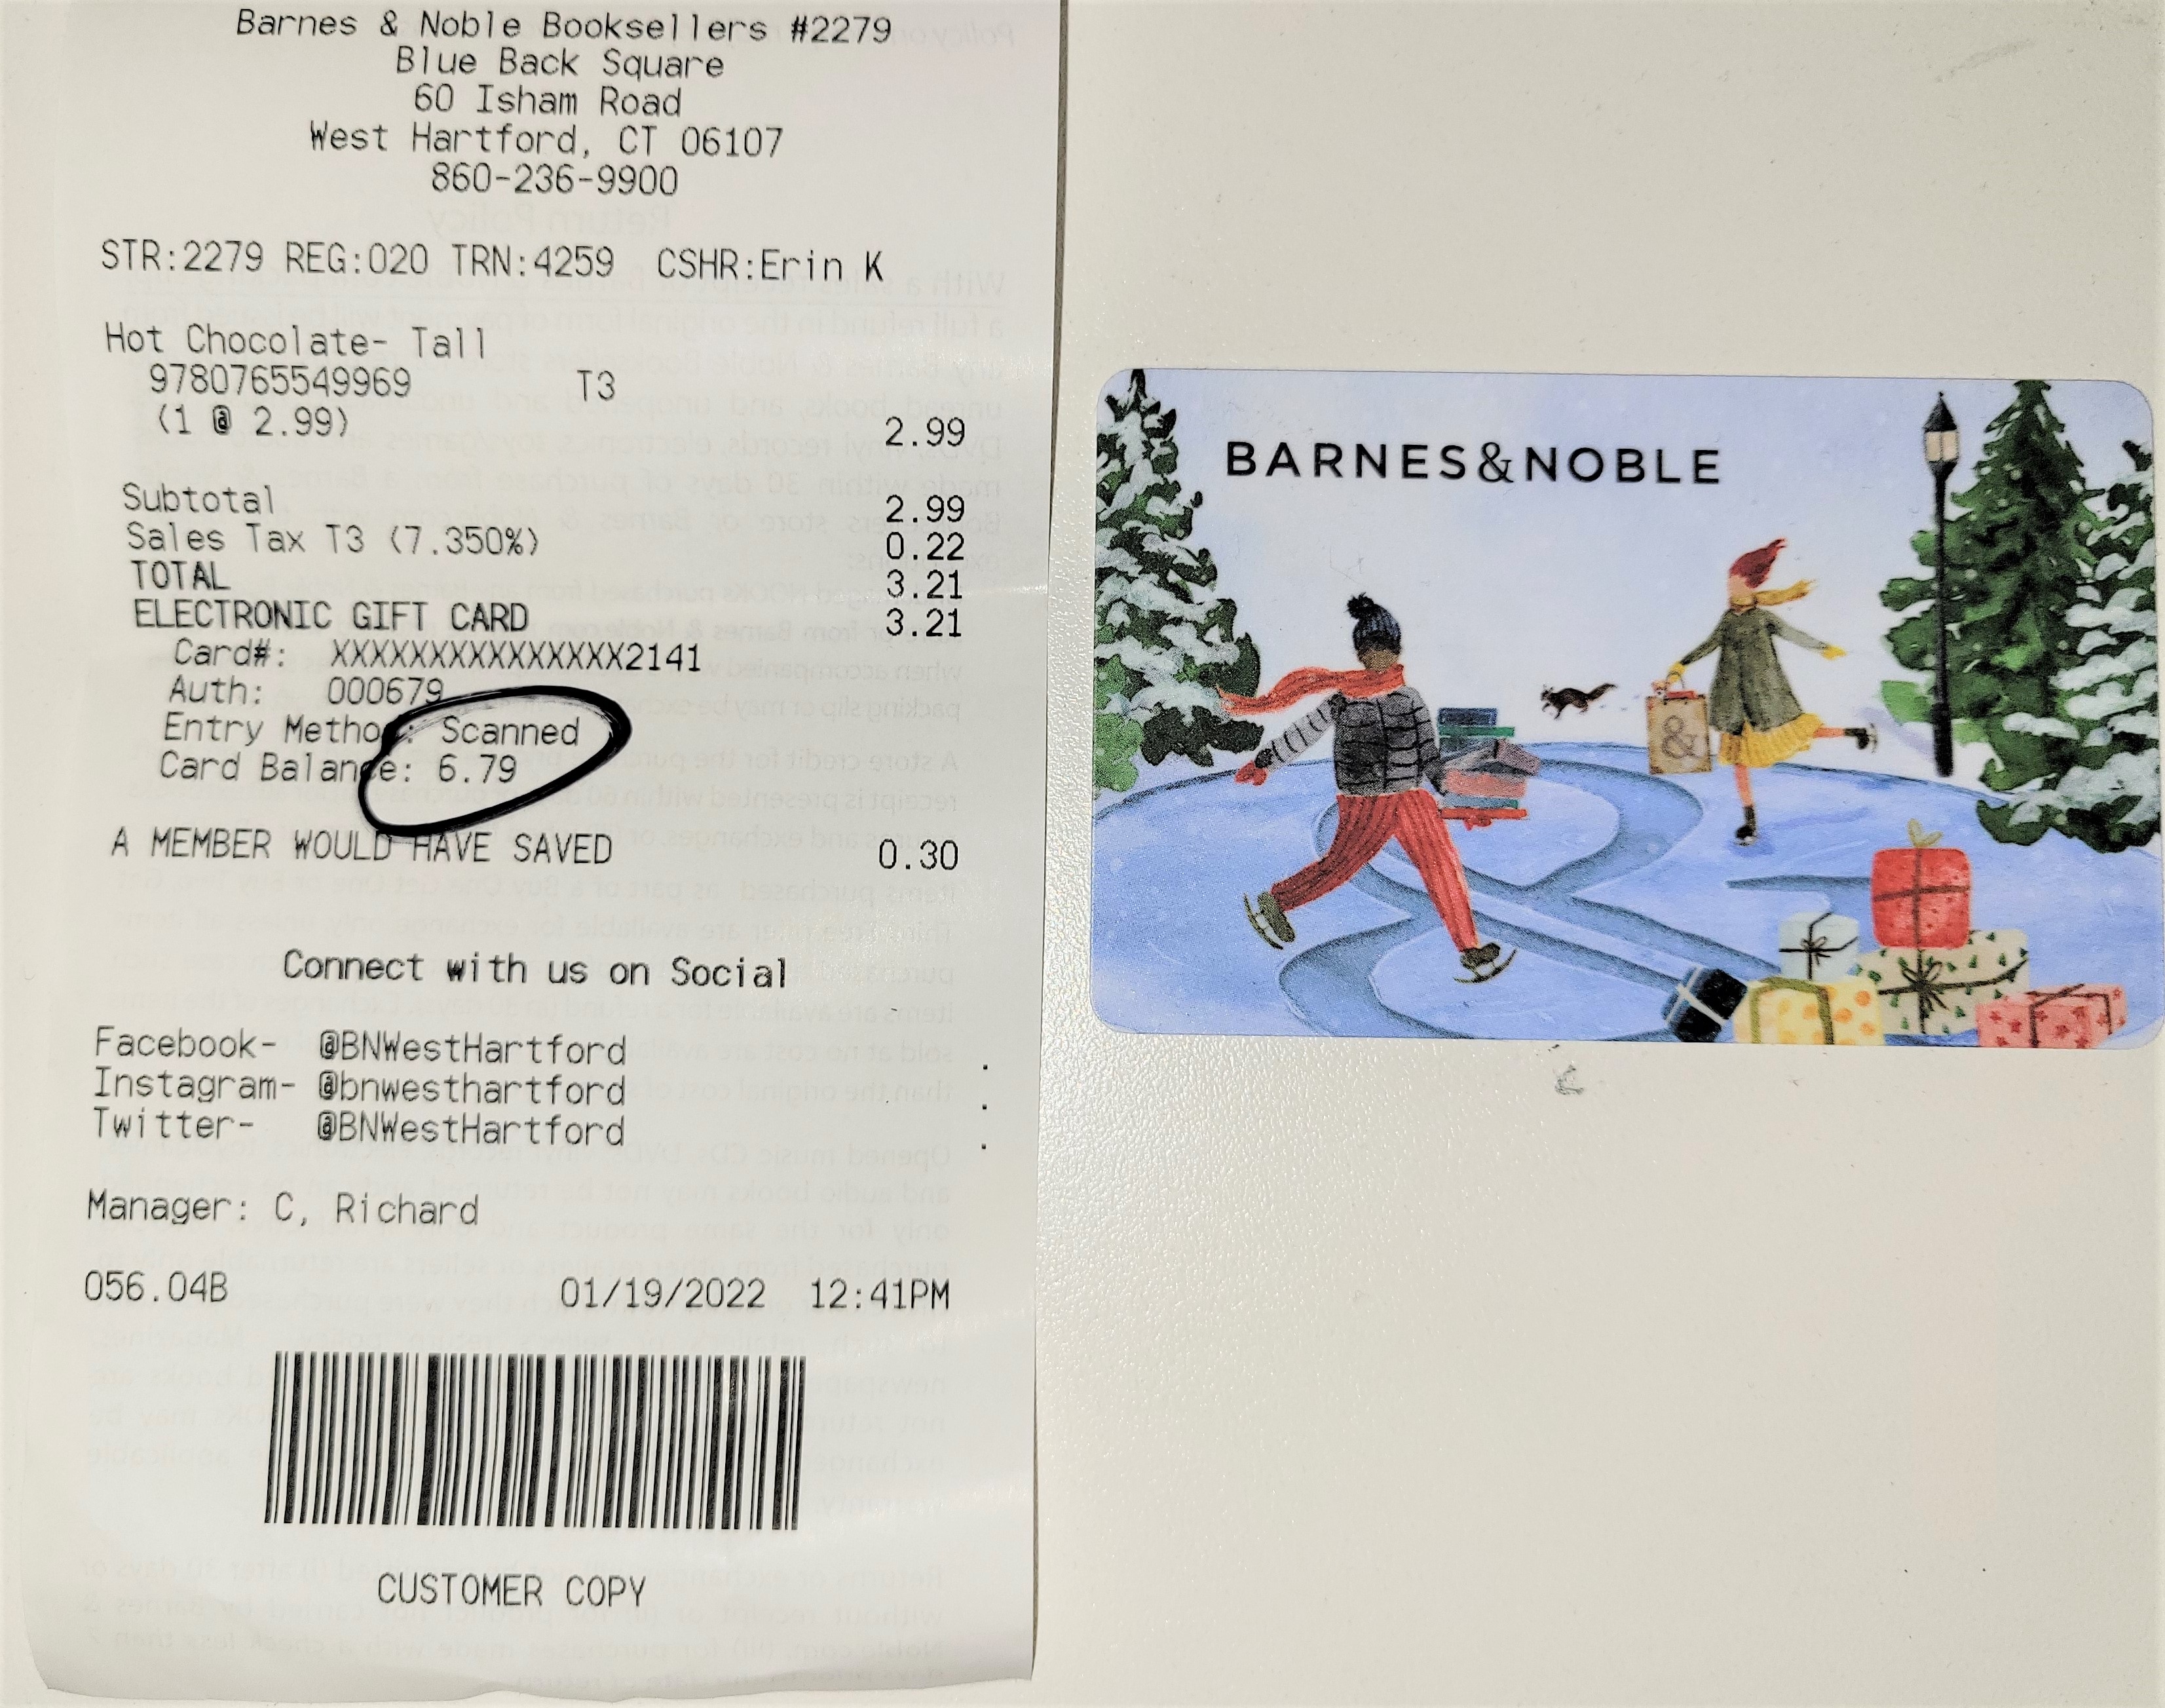 Barnes & Noble Booksellers #2279
Blue Back Square
60 Isham Road
West Hartford, CT 06107
860-236-9900
STR:2279 REG:020 TRN:4259 CSHR:Erin K
Hot Chocolate- Tall
9780765549969 T3
(1 @ 2.99) 2.99
Subtotal 2.99
Sales Tax T3 (7.350%) 0.22
TOTAL 3.21
ELECTRONIC GIFT CARD 3.21
Card#: XXXXXXXXXXXXXXX2141
Auth: 000679
Entry Method: Scanned
Card Balance: 6.79
A MEMBER WOULD HAVE SAVED 0.30
Connect with us on Social
Facebook- @BNWestHartford .
Instagram- @bnwesthartford .
Twitter- @BNWestHartford .
Manager: C, Richard
056.04B 01/19/2022 12:41PM
CUSTOMER COPY
BARNES&NOBLE
&